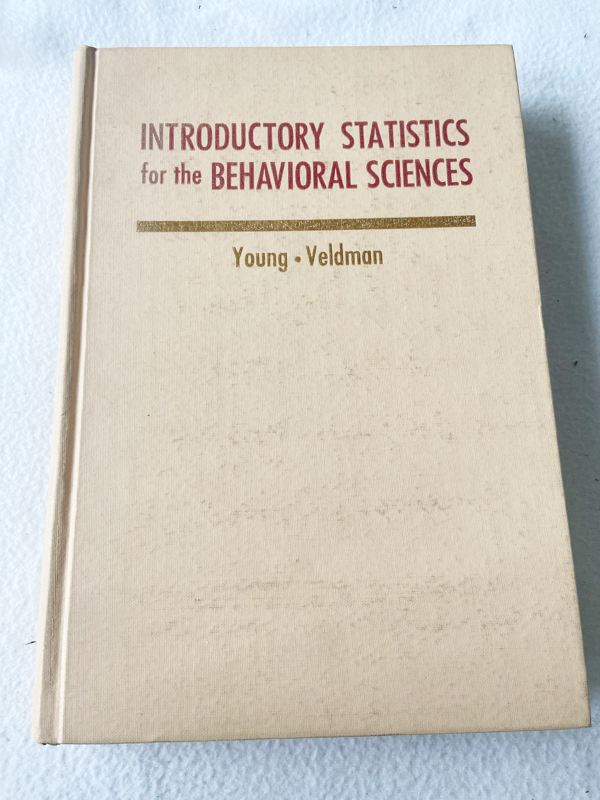 INTRODUCTORY STATISTICS
for the BEHAVIORAL SCIENCES
Young • Veldman